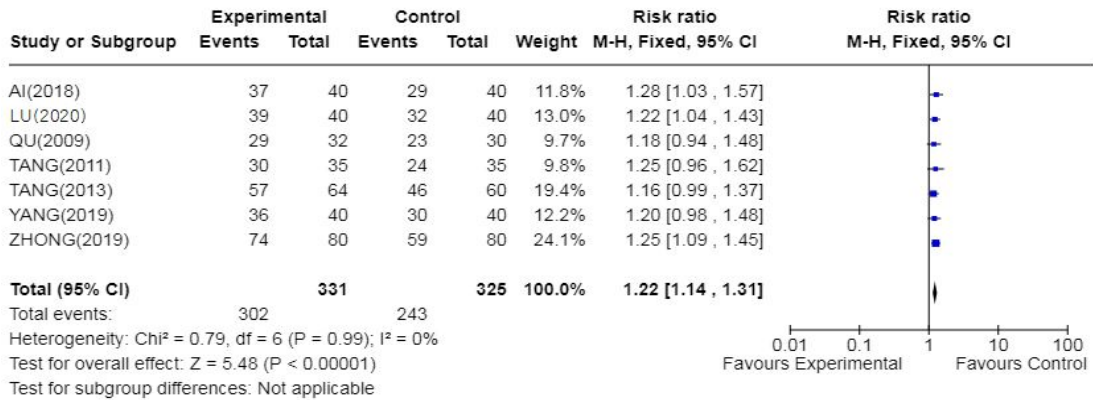 Experimental Control Risk ratio Risk ratio
Study or Subgroup Events Total Events Total Weight M-H, Fixed, 95% CI M-H, Fixed, 95% CI
AI(2018) 37 40 29 40 11.8% 1.28 [1.03 , 1.57]
LU(2020) 39 40 32 40 13.0% 1.22 [1.04 , 1.43]
QU(2009) 29 32 23 30 9.7% 1.18 [0.94 , 1.48]
TANG(2011) 30 35 24 35 9.8% 1.25 [0.96 , 1.62]
TANG(2013) 57 64 46 60 19.4% 1.16 [0.99 , 1.37]
YANG(2019) 36 40 30 40 12.2% 1.20 [0.98 , 1.48]
ZHONG(2019) 74 80 59 80 24.1% 1.25 [1.09 , 1.45]
Total (95% CI) 331 325 100.0% 1.22 [1.14 , 1.31]
Total events: 302 243
Heterogeneity: Chi² = 0.79, df = 6 (P = 0.99); I² = 0%
Test for overall effect: Z = 5.48 (P < 0.00001)
Test for subgroup differences: Not applicable
0.01 0.1 1 10 100
Favours Experimental Favours Control